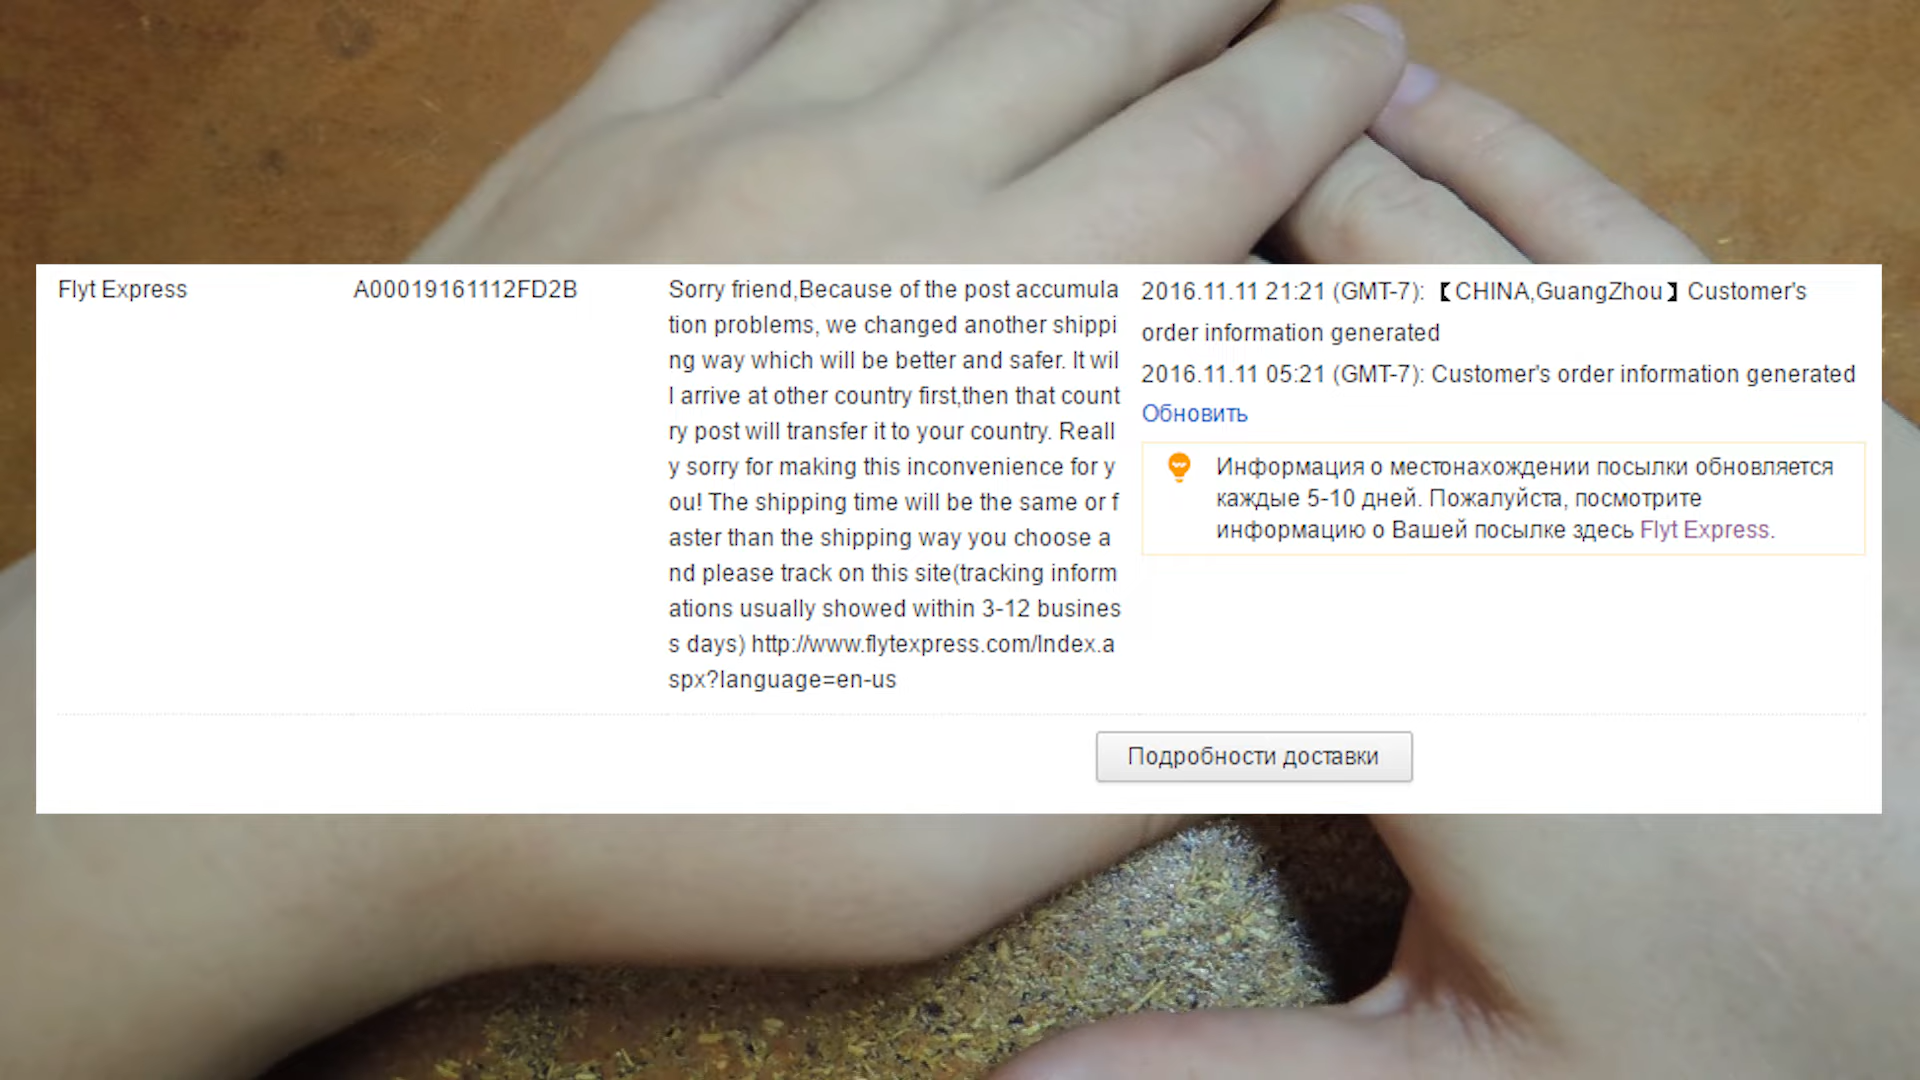 Flyt Express
A00019161112FD2B
Sorry friend,Because of the post accumula
tion problems, we changed another shippi
ng way which will be better and safer. It wil
l arrive at other country first,then that count
ry post will transfer it to your country. Reall
y sorry for making this inconvenience for y
ou! The shipping time will be the same or f
aster than the shipping way you choose a
nd please track on this site(tracking inform
ations usually showed within 3-12 busines
s days) http://www.flytexpress.com/Index.a
spx?language=en-us
2016.11.11 21:21 (GMT-7): 【CHINA,GuangZhou】Customer's
order information generated
2016.11.11 05:21 (GMT-7): Customer's order information generated
Обновить
Информация о местонахождении посылки обновляется
каждые 5-10 дней. Пожалуйста, посмотрите
информацию о Вашей посылке здесь Flyt Express.
Подробности доставки